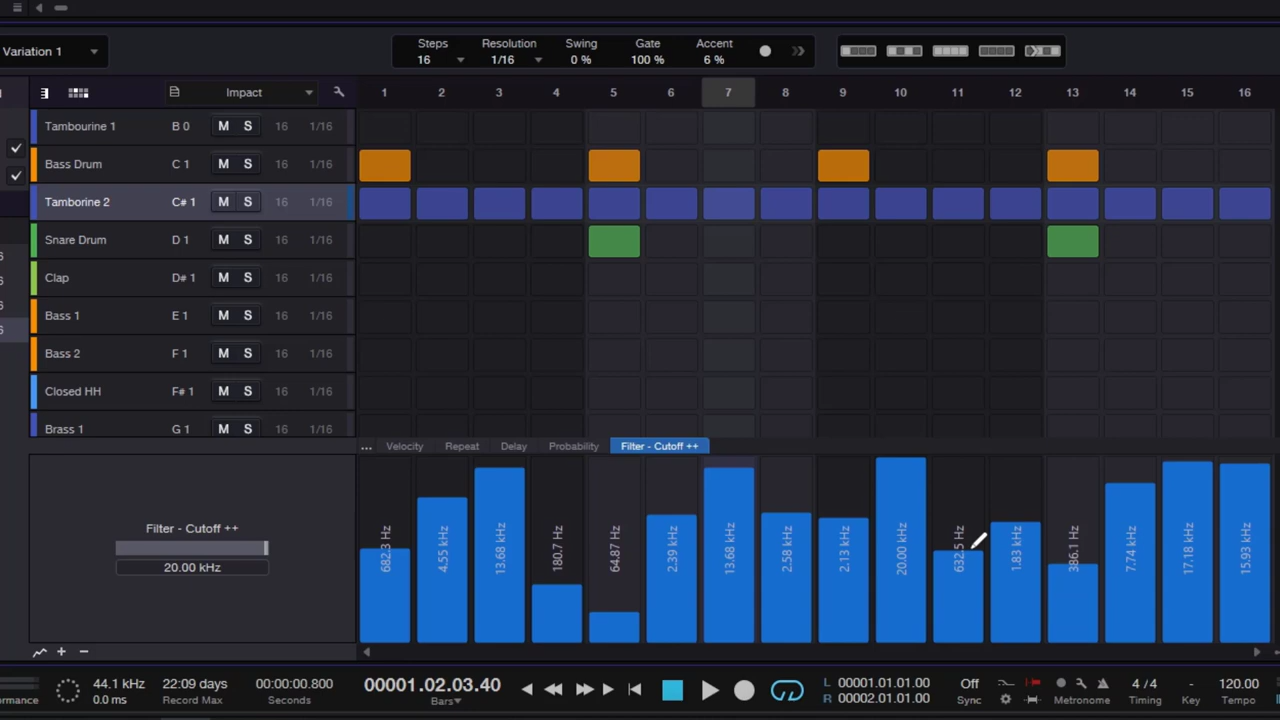 Variation 1
Steps Resolution Swing Gate Accent
16 1/16 0 % 100 % 6 %
Impact 1 2 3 4 5 6 7 8 9 10 11 12 13 14 15 16
Tambourine 1 B 0 M S 16 1/16
Bass Drum C 1 M S 16 1/16
Tamborine 2 C# 1 M S 16 1/16
Snare Drum D 1 M S 16 1/16
Clap D# 1 M S 16 1/16
Bass 1 E 1 M S 16 1/16
Bass 2 F 1 M S 16 1/16
Closed HH F# 1 M S 16 1/16
Brass 1 G 1 M S 16 1/16
... Velocity Repeat Delay Probability Filter - Cutoff ++
Filter - Cutoff ++
20.00 kHz
682.3 Hz
4.55 kHz
13.68 kHz
180.7 Hz
64.87 Hz
2.39 kHz
13.68 kHz
2.58 kHz
2.13 kHz
20.00 kHz
632.5 Hz
1.83 kHz
386.1 Hz
7.74 kHz
17.18 kHz
15.93 kHz
44.1 kHz 22:09 days 00:00:00.800 00001.02.03.40 L 00001.01.01.00 Off 4 / 4 - 120.00
0.0 ms Record Max Seconds Bars R 00002.01.01.00 Sync Metronome Timing Key Tempo